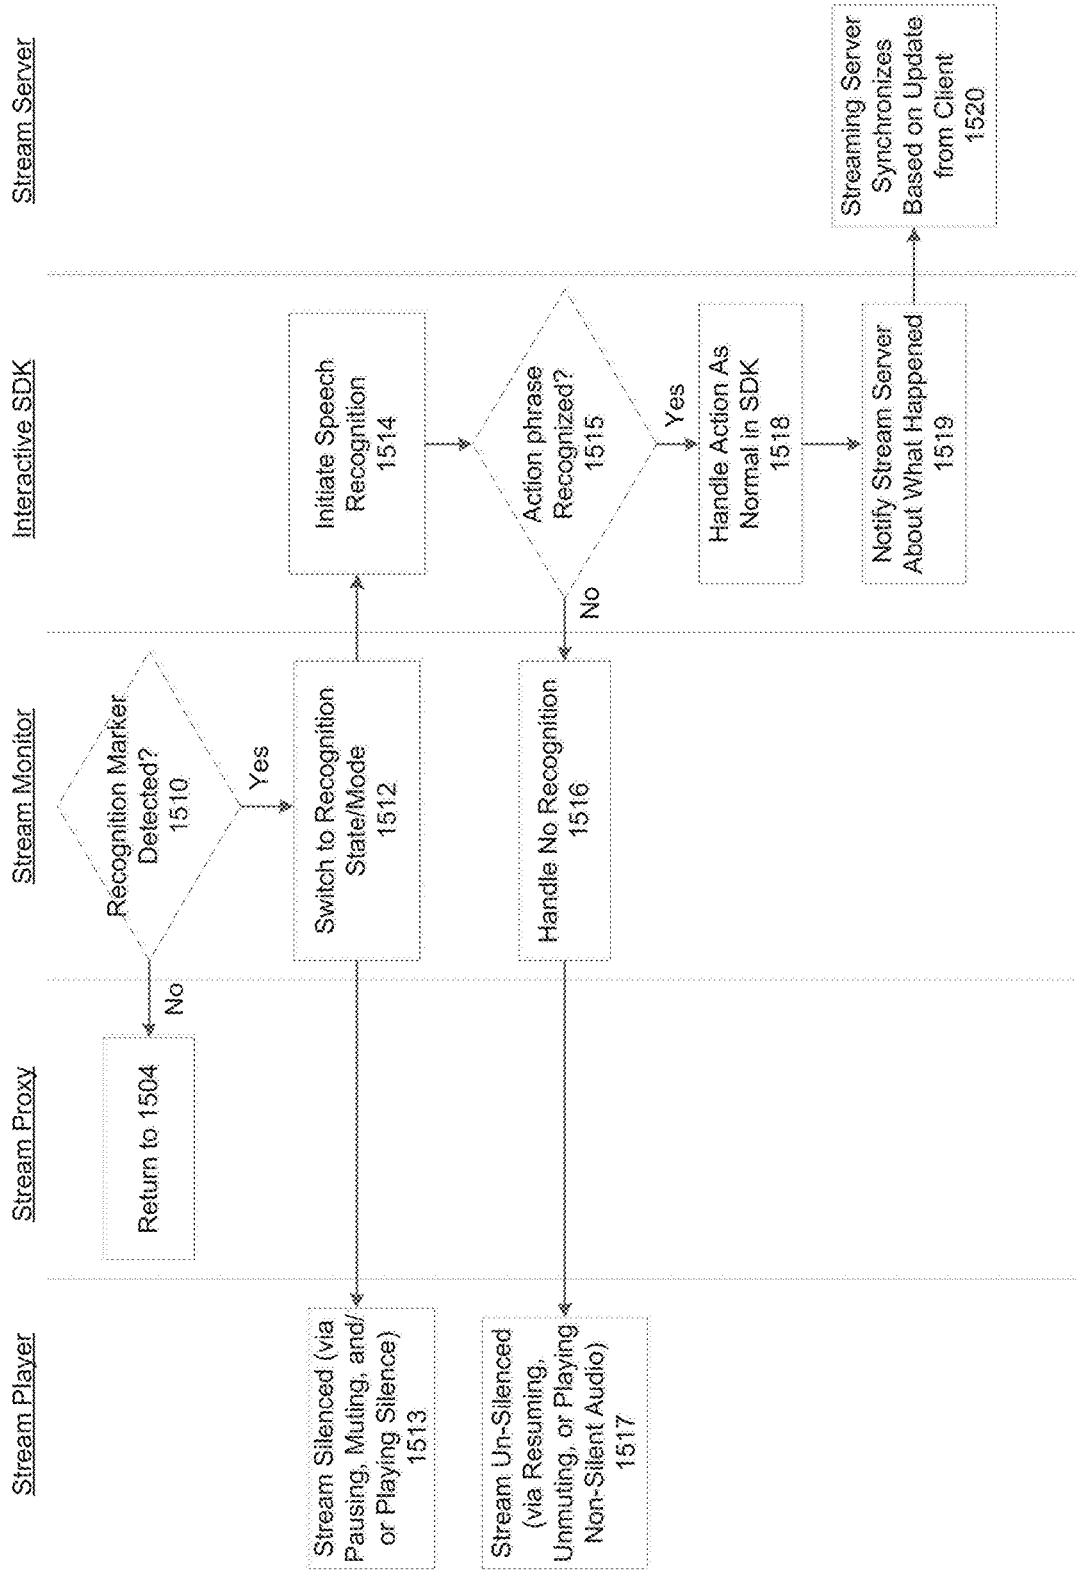 Stream Player
Stream Proxy
Stream Monitor
Interactive SDK
Stream Server
Return to 1504
No
Recognition Marker
Detected?
1510
Yes
Stream Silenced (via
Pausing, Muting, and/
or Playing Silence)
1513
Switch to Recognition
State/Mode
1512
Initiate Speech
Recognition
1514
Stream Un-Silenced
(via Resuming,
Unmuting, or Playing
Non-Silent Audio)
1517
Handle No Recognition
1516
No
Action phrase
Recognized?
1515
Yes
Handle Action As
Normal in SDK
1518
Notify Stream Server
About What Happened
1519
Streaming Server
Synchronizes
Based on Update
from Client
1520